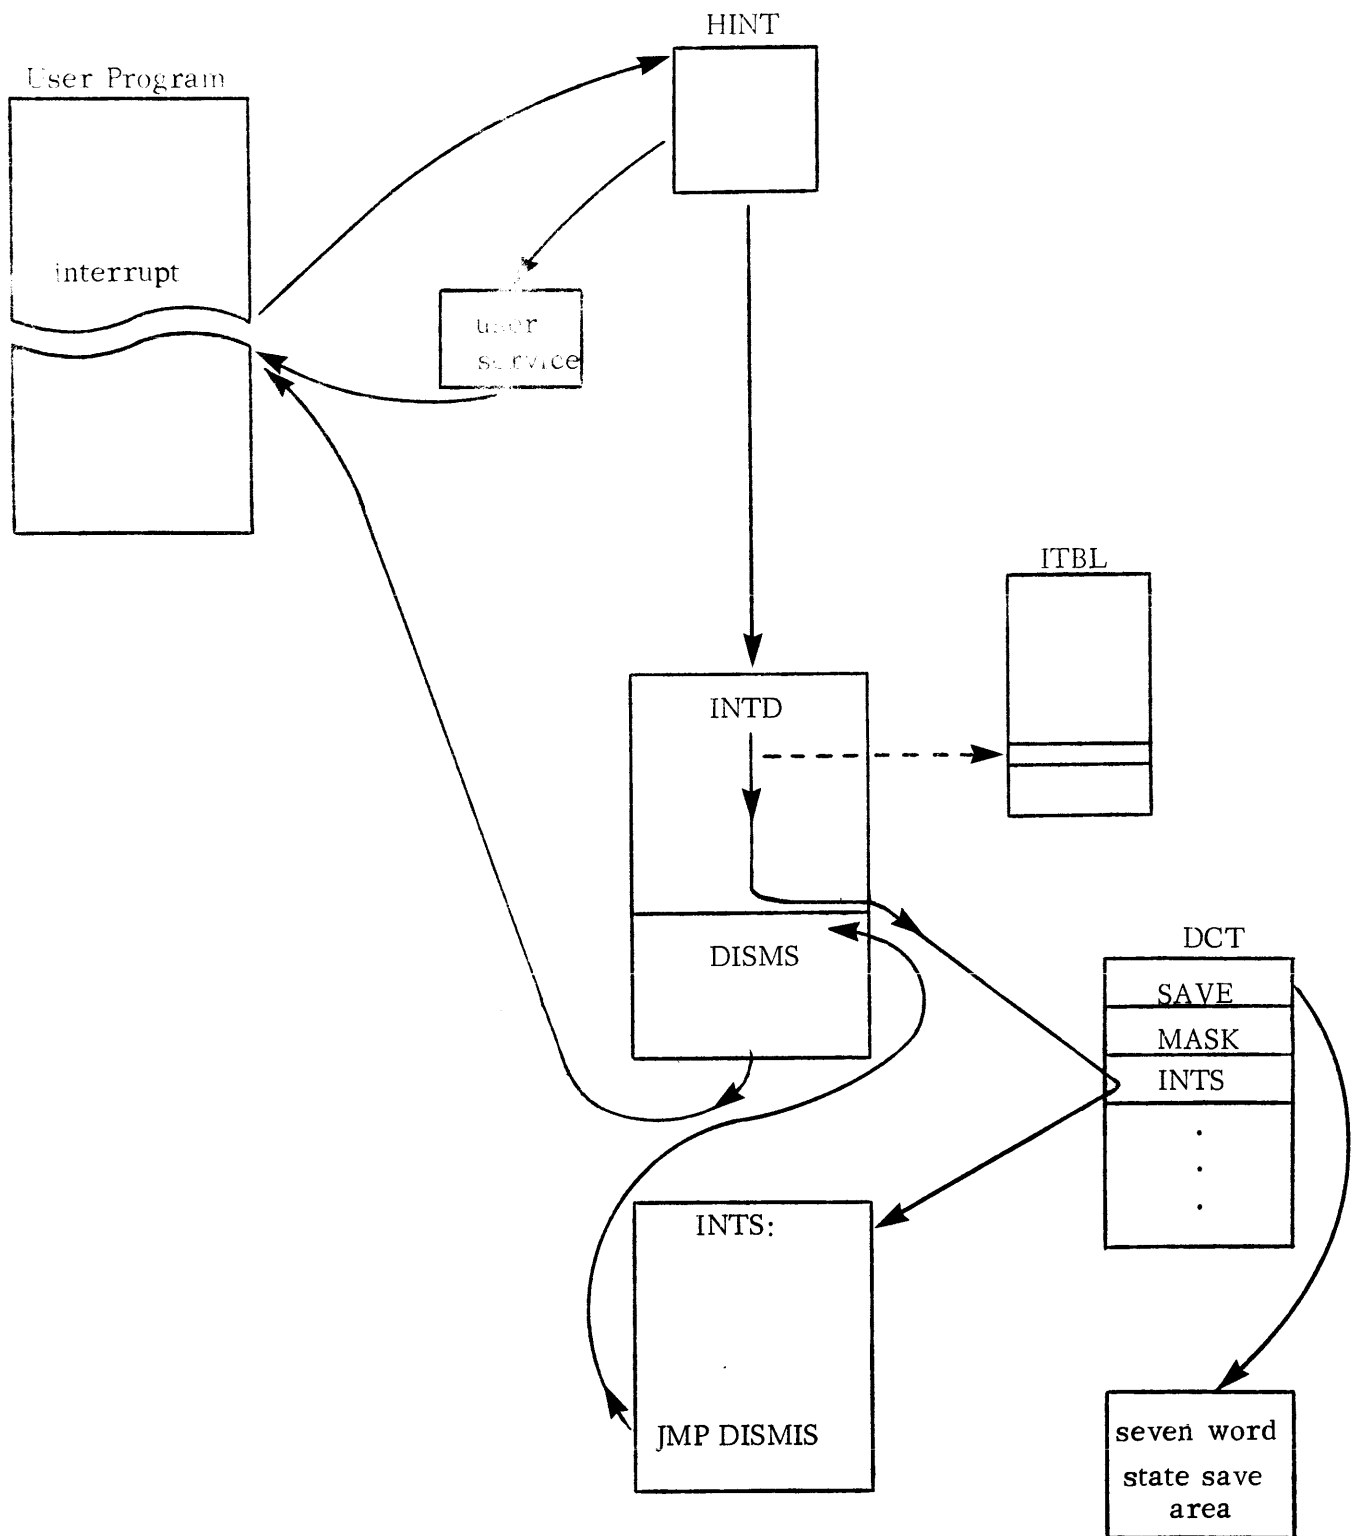 HINT
User Program
interrupt
user
service
ITBL
INTD
DCT
DISMS
SAVE
MASK
INTS
INTS:
JMP DISMIS
seven word
state save
area